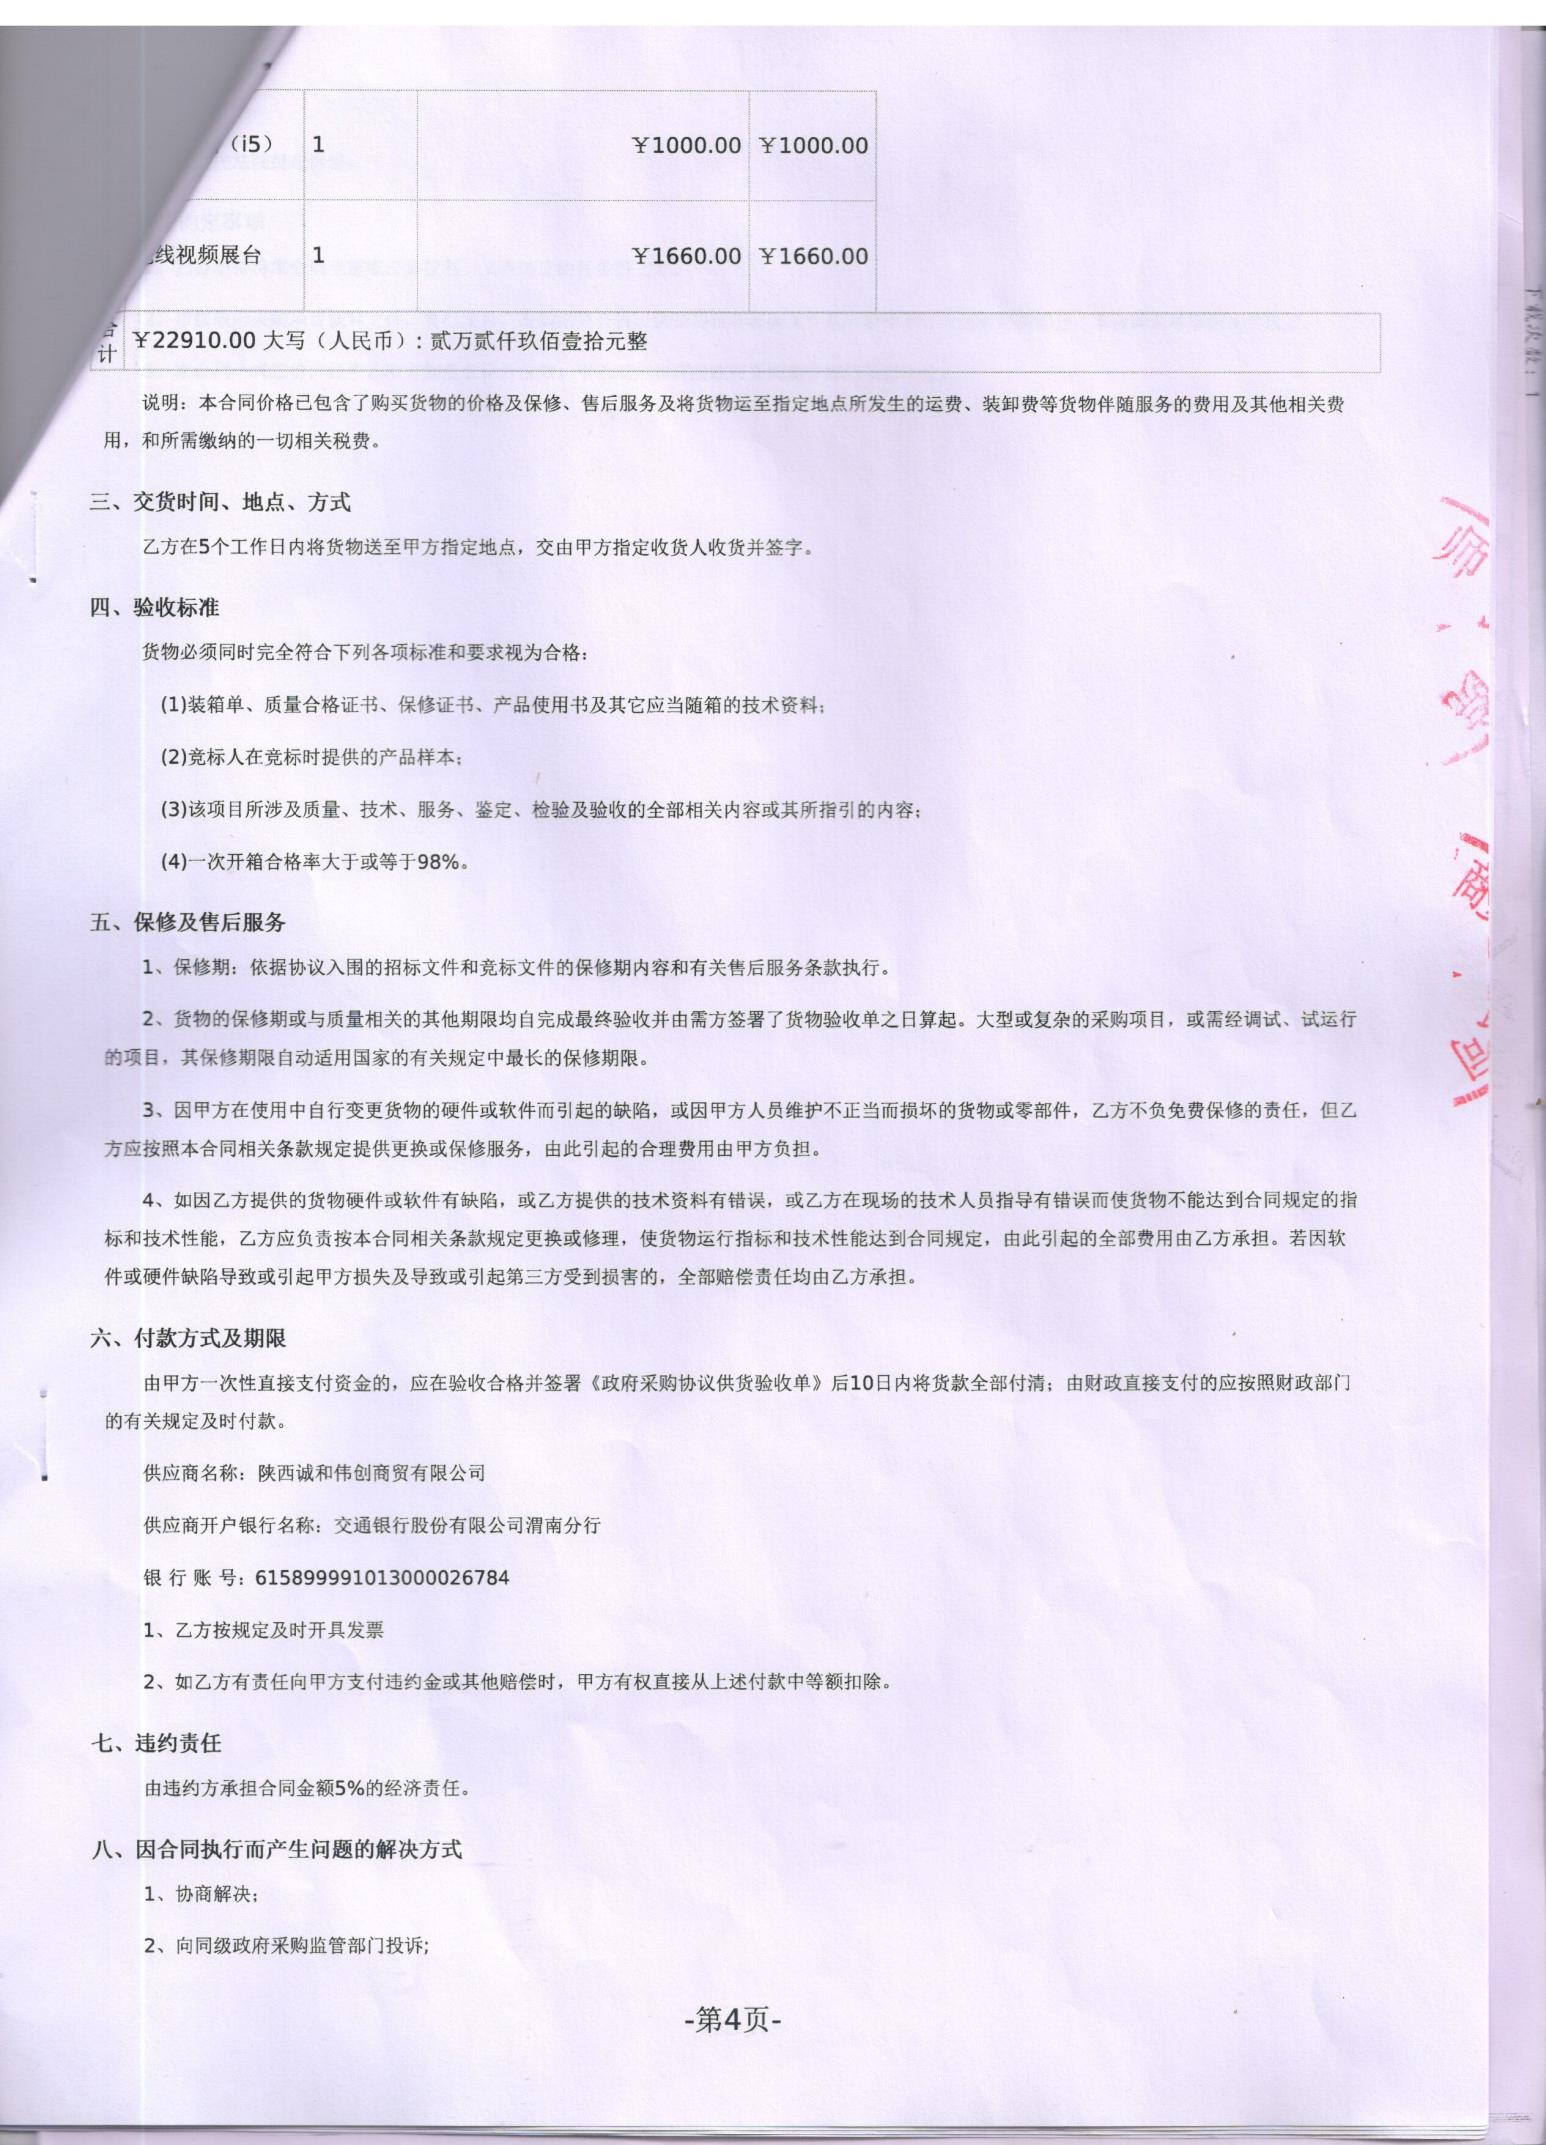 （i5） 1 ￥1000.00 ￥1000.00
线视频展台 1 ￥1660.00 ￥1660.00
合计 ￥22910.00 大写（人民币）: 贰万贰仟玖佰壹拾元整
说明：本合同价格已包含了购买货物的价格及保修、售后服务及将货物运至指定地点所发生的运费、装卸费等货物伴随服务的费用及其他相关费
用，和所需缴纳的一切相关税费。
三、交货时间、地点、方式
乙方在5个工作日内将货物送至甲方指定地点，交由甲方指定收货人收货并签字。
四、验收标准
货物必须同时完全符合下列各项标准和要求视为合格：
(1)装箱单、质量合格证书、保修证书、产品使用书及其它应当随箱的技术资料；
(2)竞标人在竞标时提供的产品样本；
(3)该项目所涉及质量、技术、服务、鉴定、检验及验收的全部相关内容或其所指引的内容；
(4)一次开箱合格率大于或等于98%。
五、保修及售后服务
1、保修期：依据协议入围的招标文件和竞标文件的保修期内容和有关售后服务条款执行。
2、货物的保修期或与质量相关的其他期限均自完成最终验收并由需方签署了货物验收单之日算起。大型或复杂的采购项目，或需经调试、试运行
的项目，其保修期限自动适用国家的有关规定中最长的保修期限。
3、因甲方在使用中自行变更货物的硬件或软件而引起的缺陷，或因甲方人员维护不正当而损坏的货物或零部件，乙方不负免费保修的责任，但乙
方应按照本合同相关条款规定提供更换或保修服务，由此引起的合理费用由甲方负担。
4、如因乙方提供的货物硬件或软件有缺陷，或乙方提供的技术资料有错误，或乙方在现场的技术人员指导有错误而使货物不能达到合同规定的指
标和技术性能，乙方应负责按本合同相关条款规定更换或修理，使货物运行指标和技术性能达到合同规定，由此引起的全部费用由乙方承担。若因软
件或硬件缺陷导致或引起甲方损失及导致或引起第三方受到损害的，全部赔偿责任均由乙方承担。
六、付款方式及期限
由甲方一次性直接支付资金的，应在验收合格并签署《政府采购协议供货验收单》后10日内将货款全部付清；由财政直接支付的应按照财政部门
的有关规定及时付款。
供应商名称：陕西诚和伟创商贸有限公司
供应商开户银行名称：交通银行股份有限公司渭南分行
银 行 账 号：615899991013000026784
1、乙方按规定及时开具发票
2、如乙方有责任向甲方支付违约金或其他赔偿时，甲方有权直接从上述付款中等额扣除。
七、违约责任
由违约方承担合同金额5%的经济责任。
八、因合同执行而产生问题的解决方式
1、协商解决；
2、向同级政府采购监管部门投诉;
-第4页-
下载次数：1
师
商
司